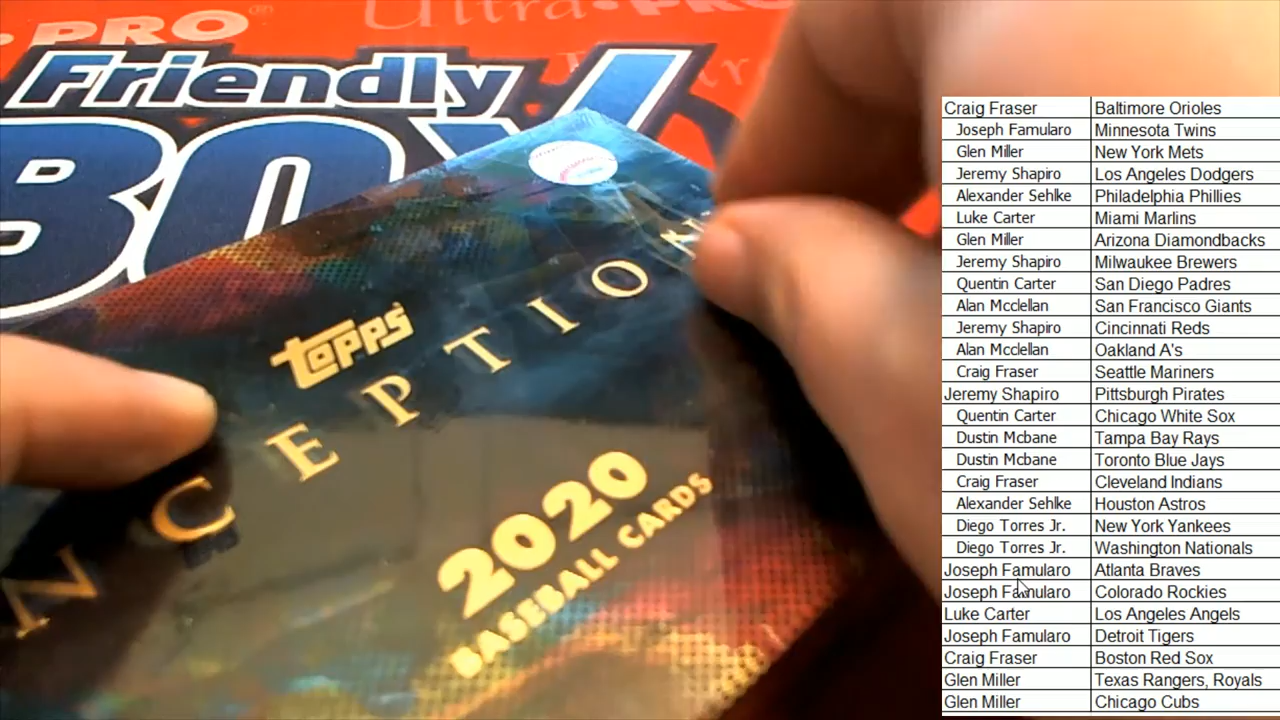 PRO
Ultra PRO
Friendly
BOX!
topps
NCEPTION
2020
BASEBALL CARDS
Craig Fraser Baltimore Orioles
Joseph Famularo Minnesota Twins
Glen Miller New York Mets
Jeremy Shapiro Los Angeles Dodgers
Alexander Sehlke Philadelphia Phillies
Luke Carter Miami Marlins
Glen Miller Arizona Diamondbacks
Jeremy Shapiro Milwaukee Brewers
Quentin Carter San Diego Padres
Alan Mcclellan San Francisco Giants
Jeremy Shapiro Cincinnati Reds
Alan Mcclellan Oakland A's
Craig Fraser Seattle Mariners
Jeremy Shapiro Pittsburgh Pirates
Quentin Carter Chicago White Sox
Dustin Mcbane Tampa Bay Rays
Dustin Mcbane Toronto Blue Jays
Craig Fraser Cleveland Indians
Alexander Sehlke Houston Astros
Diego Torres Jr. New York Yankees
Diego Torres Jr. Washington Nationals
Joseph Famularo Atlanta Braves
Joseph Famularo Colorado Rockies
Luke Carter Los Angeles Angels
Joseph Famularo Detroit Tigers
Craig Fraser Boston Red Sox
Glen Miller Texas Rangers, Royals
Glen Miller Chicago Cubs